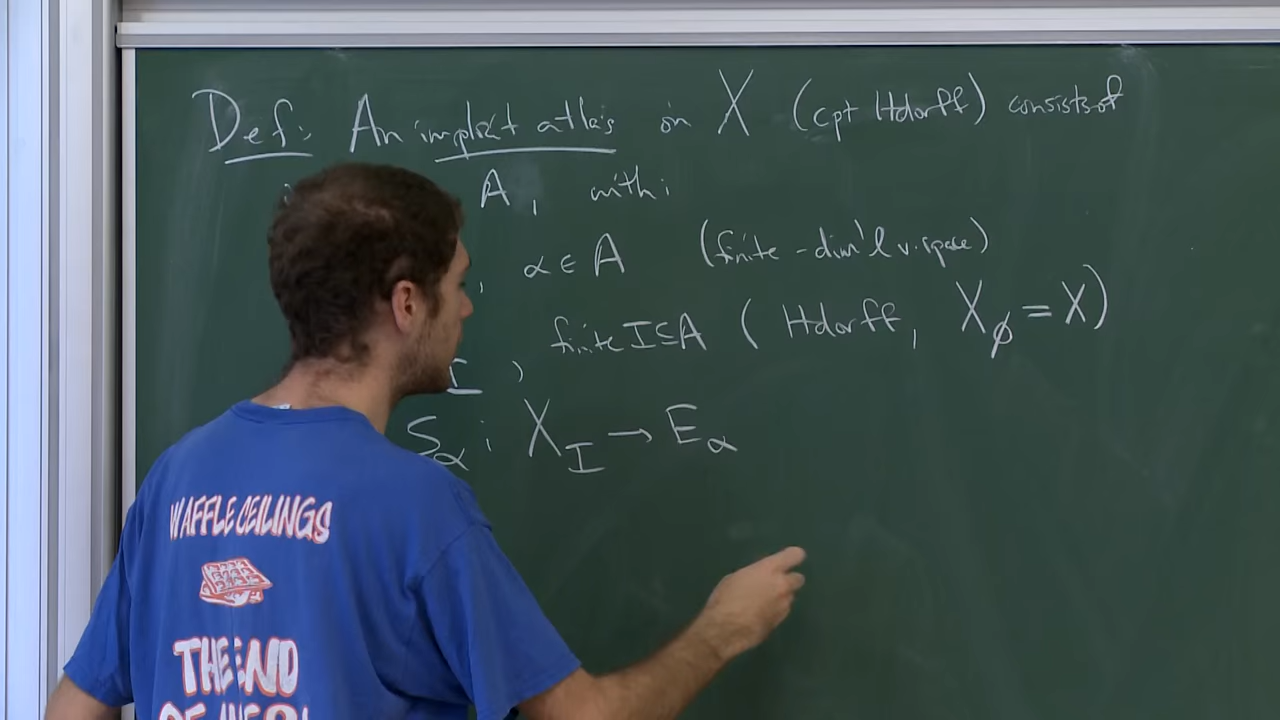 Def: An implicit atlas on X (cpt Hdorff) consists of
A, with:
, α ∈ A (finite-dim'l v. space)
, finite I ⊆ A (Hdorff, X_∅ = X)
S_α : X_I → E_α
WAFFLE CEILINGS
THE END